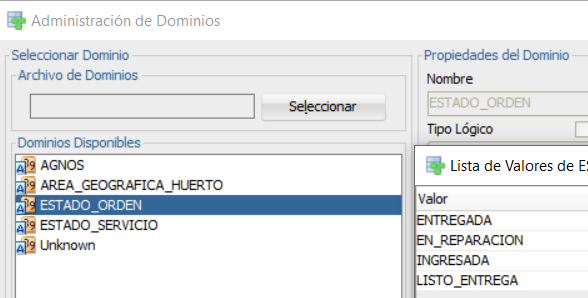 Administración de Dominios
Seleccionar Dominio
Archivo de Dominios
Seleccionar
Dominios Disponibles
AGNOS
AREA_GEOGRAFICA_HUERTO
ESTADO_ORDEN
ESTADO_SERVICIO
Unknown
Propiedades del Dominio
Nombre
ESTADO_ORDEN
Tipo Lógico
Lista de Valores de ES
Valor
ENTREGADA
EN_REPARACION
INGRESADA
LISTO_ENTREGA